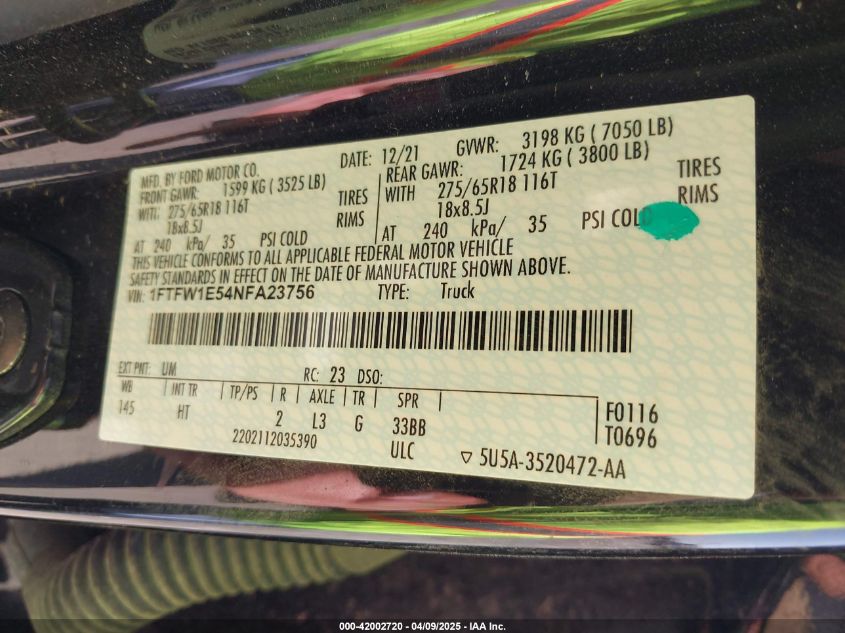 MFD. BY FORD MOTOR CO. DATE: 12/21 GVWR: 3198 KG ( 7050 LB)
FRONT GAWR: 1599 KG ( 3525 LB) REAR GAWR: 1724 KG ( 3800 LB)
WITH 275/65R18 116T TIRES WITH 275/65R18 116T TIRES
18x8.5J RIMS 18x8.5J RIMS
AT 240 kPa/ 35 PSI COLD AT 240 kPa/ 35 PSI COLD
THIS VEHICLE CONFORMS TO ALL APPLICABLE FEDERAL MOTOR VEHICLE
SAFETY STANDARDS IN EFFECT ON THE DATE OF MANUFACTURE SHOWN ABOVE.
VIN: 1FTFW1E54NFA23756 TYPE: Truck
EXT PNT: UM RC: 23 DSO:
WB INT TR TP/PS R AXLE TR SPR
145 HT 2 L3 G 33BB F0116
2202112035390 ULC T0696
5U5A-3520472-AA
000-42002720 - 04/09/2025 - IAA Inc.